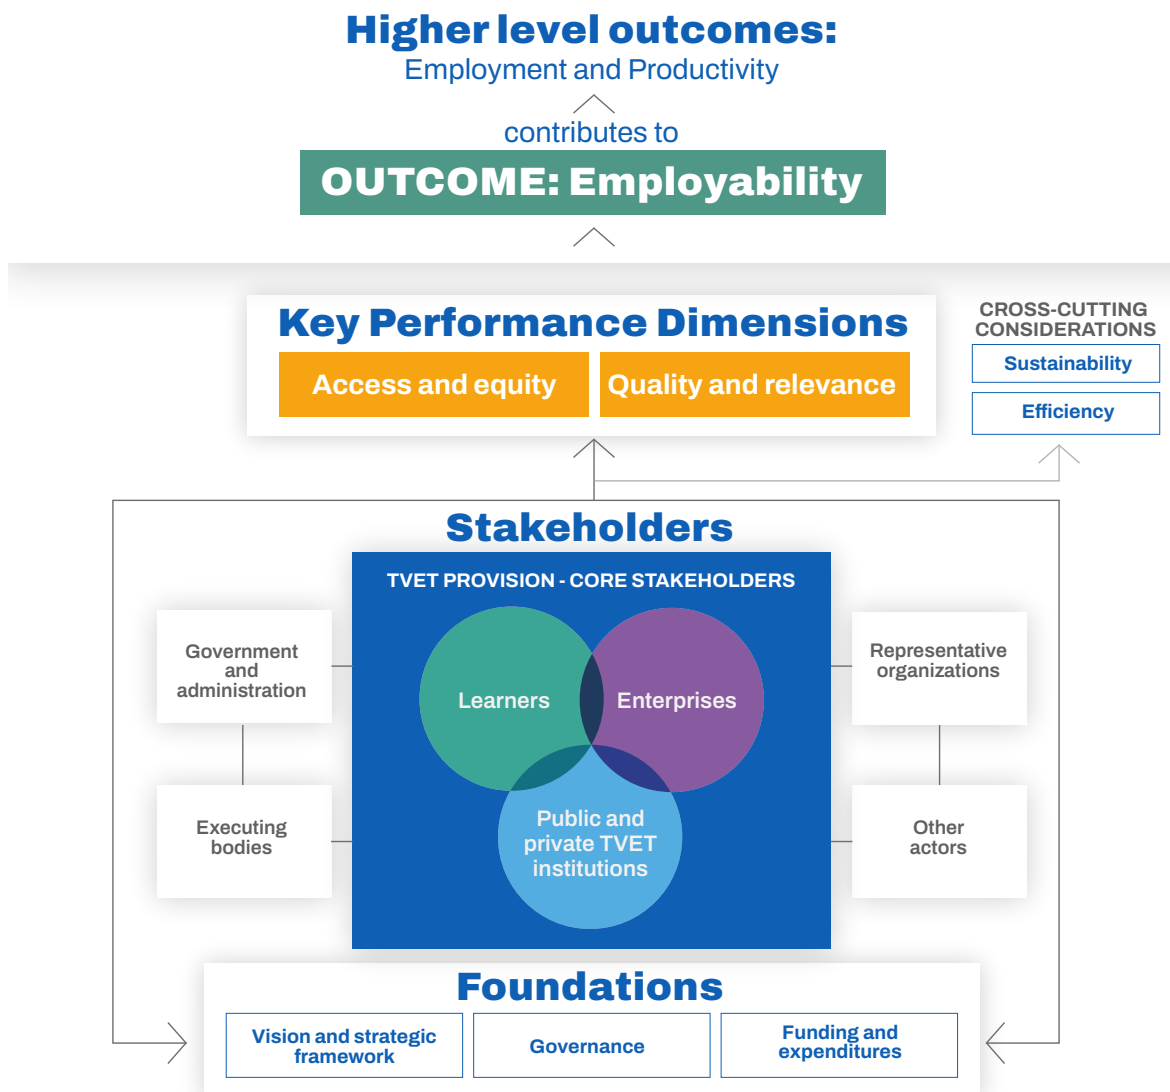 Higher level outcomes:
Employment and Productivity
contributes to
OUTCOME: Employability
Key Performance Dimensions
Access and equity
Quality and relevance
CROSS-CUTTING
CONSIDERATIONS
Sustainability
Efficiency
Stakeholders
TVET PROVISION - CORE STAKEHOLDERS
Government
and
administration
Learners
Enterprises
Representative
organizations
Executing
bodies
Public and
private TVET
institutions
Other
actors
Foundations
Vision and strategic
framework
Governance
Funding and
expenditures